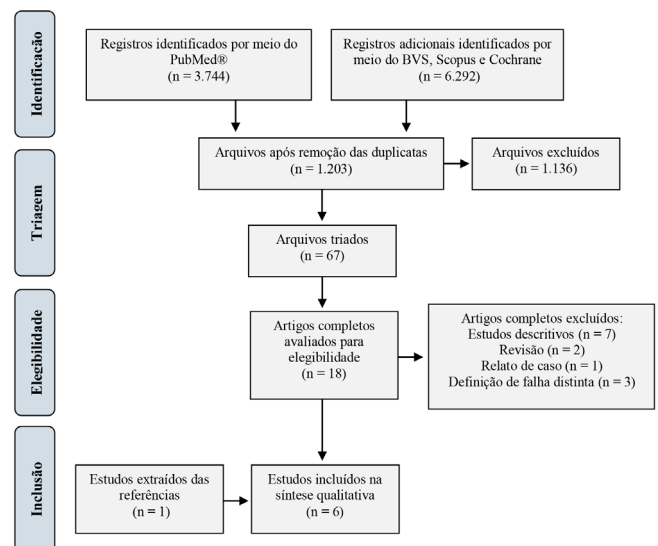 Identificação
Registros identificados por meio do
PubMed®
(n = 3.744)
Registros adicionais identificados por
meio do BVS, Scopus e Cochrane
(n = 6.292)
Triagem
Arquivos após remoção das duplicatas
(n = 1.203)
Arquivos excluídos
(n = 1.136)
Arquivos triados
(n = 67)
Elegibilidade
Artigos completos
avaliados para
elegibilidade
(n = 18)
Artigos completos excluídos:
Estudos descritivos (n = 7)
Revisão (n = 2)
Relato de caso (n = 1)
Definição de falha distinta (n = 3)
Inclusão
Estudos extraídos das
referências
(n = 1)
Estudos incluídos na
síntese qualitativa
(n = 6)